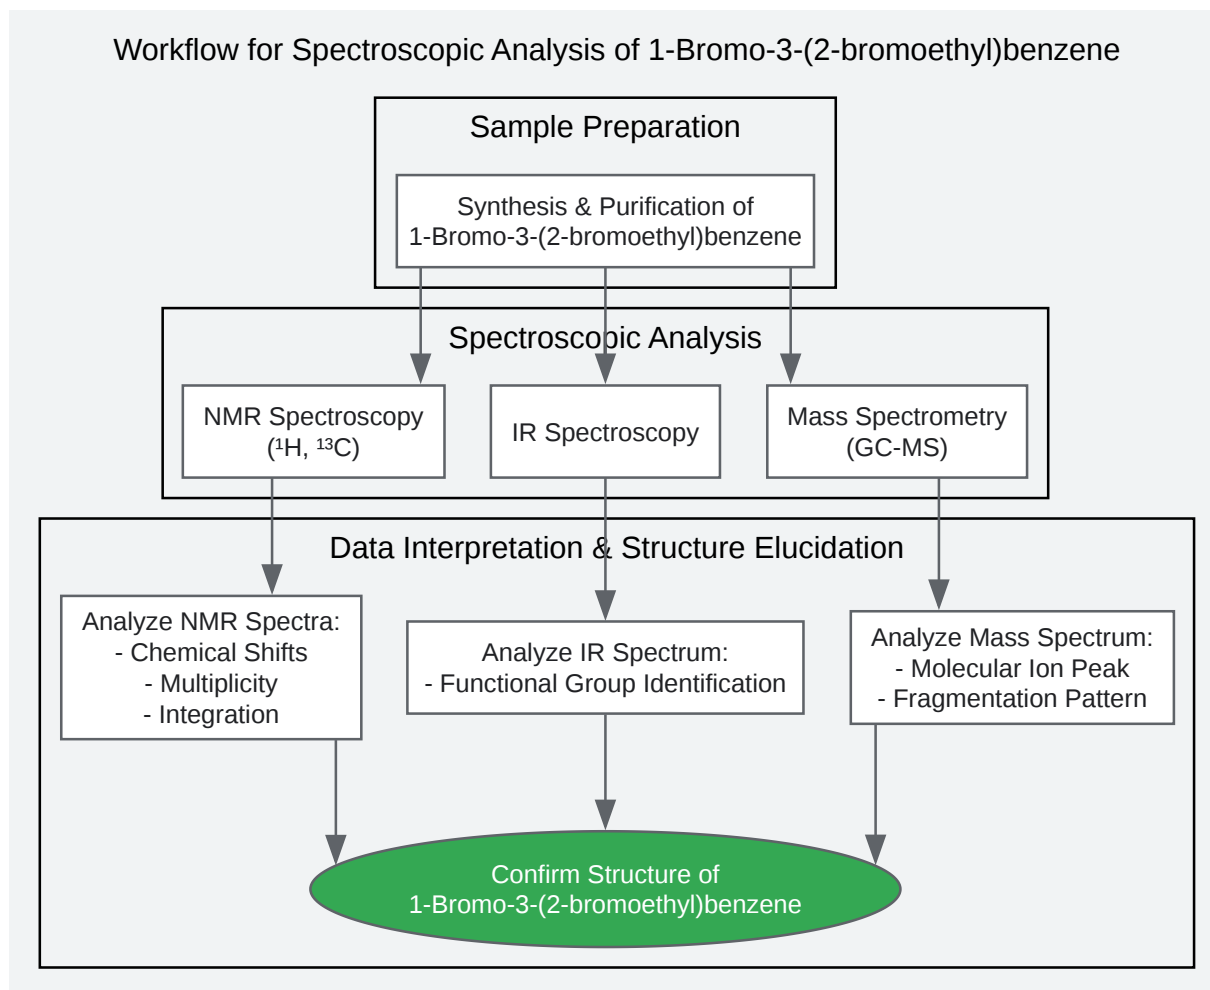 Workflow for Spectroscopic Analysis of 1-Bromo-3-(2-bromoethyl)benzene
Sample Preparation
Synthesis & Purification of
1-Bromo-3-(2-bromoethyl)benzene
Spectroscopic Analysis
NMR Spectroscopy
(¹H, ¹³C)
IR Spectroscopy
Mass Spectrometry
(GC-MS)
Data Interpretation & Structure Elucidation
Analyze NMR Spectra:
- Chemical Shifts
- Multiplicity
- Integration
Analyze IR Spectrum:
- Functional Group Identification
Analyze Mass Spectrum:
- Molecular Ion Peak
- Fragmentation Pattern
Confirm Structure of
1-Bromo-3-(2-bromoethyl)benzene